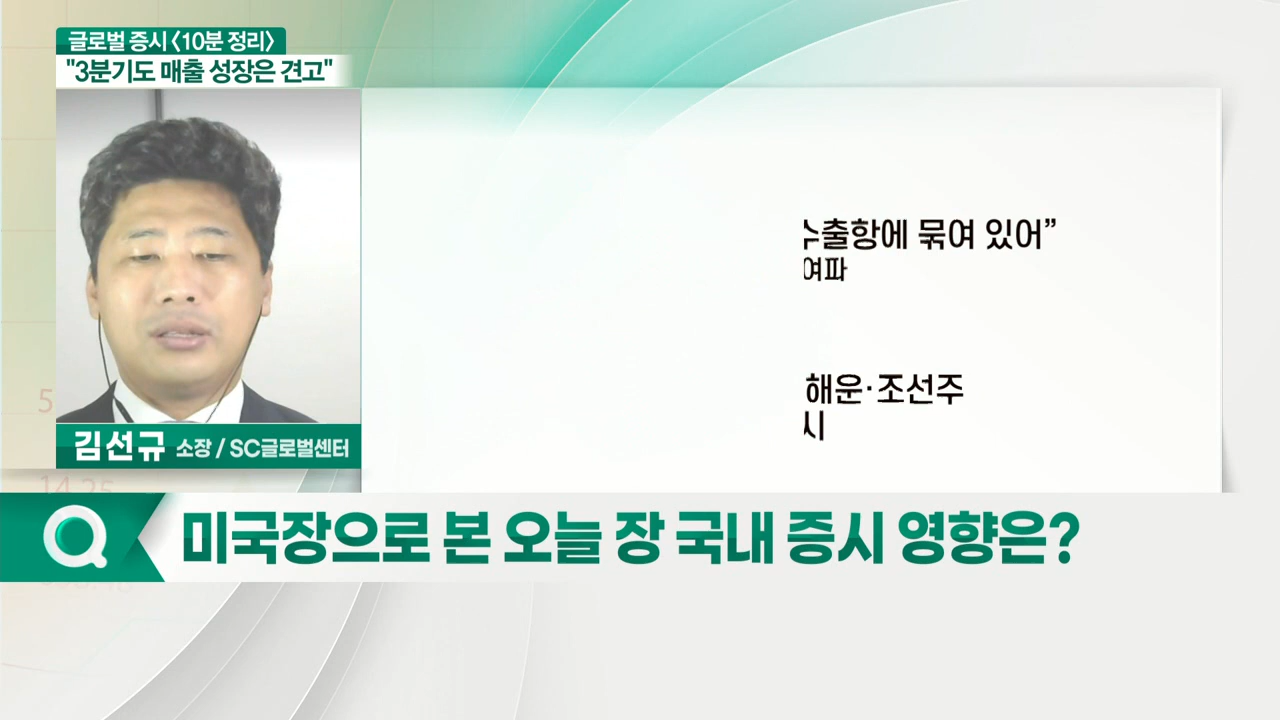 글로벌 증시 <10분 정리>
"3분기도 매출 성장은 견고"
출항에 묶여 있어”
여파
해운·조선주
시
김선규 소장 / SC글로벌센터
미국장으로 본 오늘 장 국내 증시 영향은?